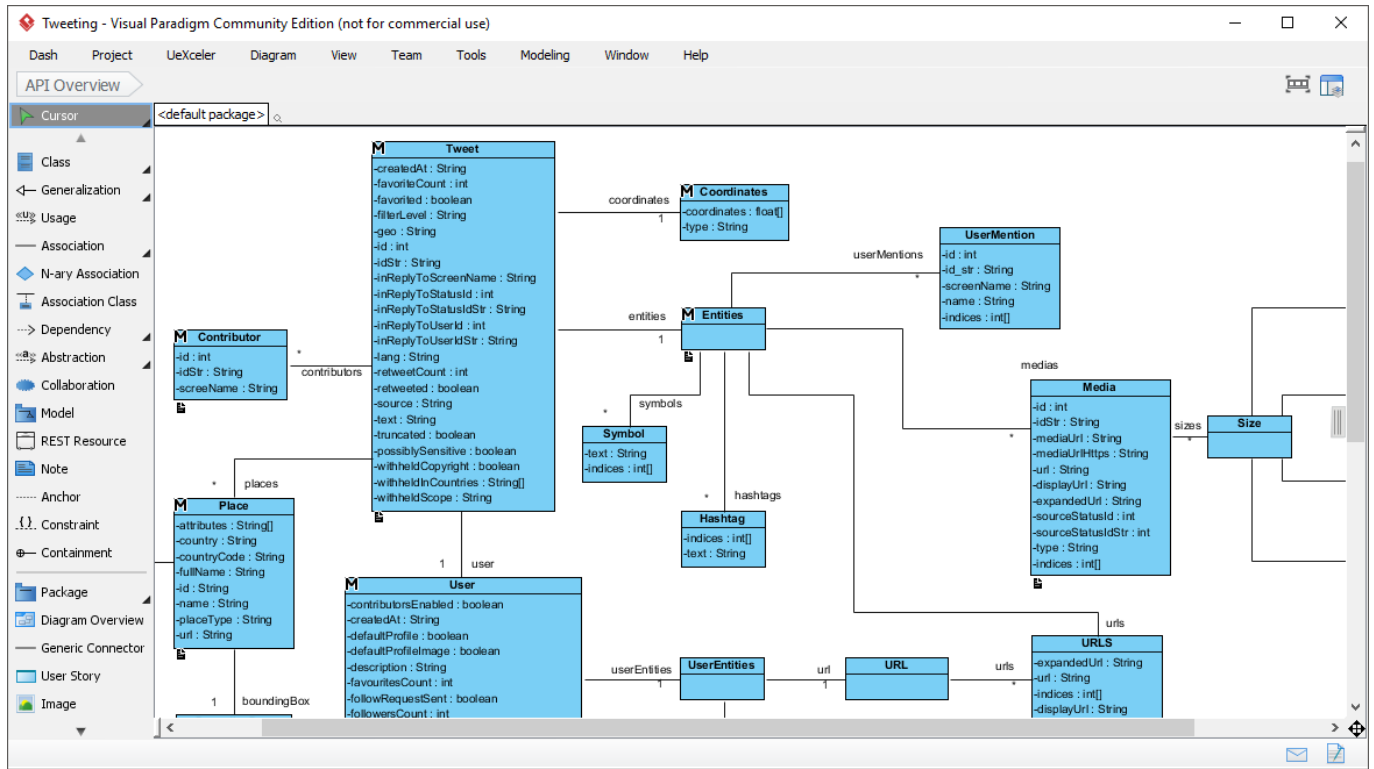 Tweeting - Visual Paradigm Community Edition (not for commercial use)
Dash Project UeXceler Diagram View Team Tools Modeling Window Help
API Overview
Cursor
Class
Generalization
«U» Usage
Association
N-ary Association
Association Class
Dependency
«a» Abstraction
Collaboration
Model
REST Resource
Note
Anchor
{} Constraint
Containment
Package
Diagram Overview
Generic Connector
User Story
Image
<default package>
M Tweet
-createdAt : String
-favoriteCount : int
-favorited : boolean
-filterLevel : String
-geo : String
-id : int
-idStr : String
-inReplyToScreenName : String
-inReplyToStatusId : int
-inReplyToStatusIdStr : String
-inReplyToUserId : int
-inReplyToUserIdStr : String
-lang : String
-retweetCount : int
-retweeted : boolean
-source : String
-text : String
-truncated : boolean
-possiblySensitive : boolean
-withheldCopyright : boolean
-withheldInCountries : String[]
-withheldScope : String
coordinates
1
M Coordinates
-coordinates : float[]
-type : String
userMentions
*
UserMention
-id : int
-id_str : String
-screenName : String
-name : String
-indices : int[]
entities
1
M Entities
M Contributor
-id : int
-idStr : String
-screeName : String
*
contributors
symbols
*
Symbol
-text : String
-indices : int[]
medias
*
Media
-id : int
-idStr : String
-mediaUrl : String
-mediaUrlHttps : String
-url : String
-displayUrl : String
-expandedUrl : String
-sourceStatusId : int
-sourceStatusIdStr : int
-type : String
-indices : int[]
sizes
*
Size
* places
M Place
-attributes : String[]
-country : String
-countryCode : String
-fullName : String
-id : String
-name : String
-placeType : String
-url : String
1 boundingBox
* hashtags
Hashtag
-indices : int[]
-text : String
1 user
M User
-contributorsEnabled : boolean
-createdAt : String
-defaultProfile : boolean
-defaultProfileImage : boolean
-description : String
-favouritesCount : int
-followRequestSent : boolean
-followersCount : int
userEntities
1
UserEntities
url
1
URL
urls
*
urls
URLS
-expandedUrl : String
-url : String
-indices : int[]
-displayUrl : String